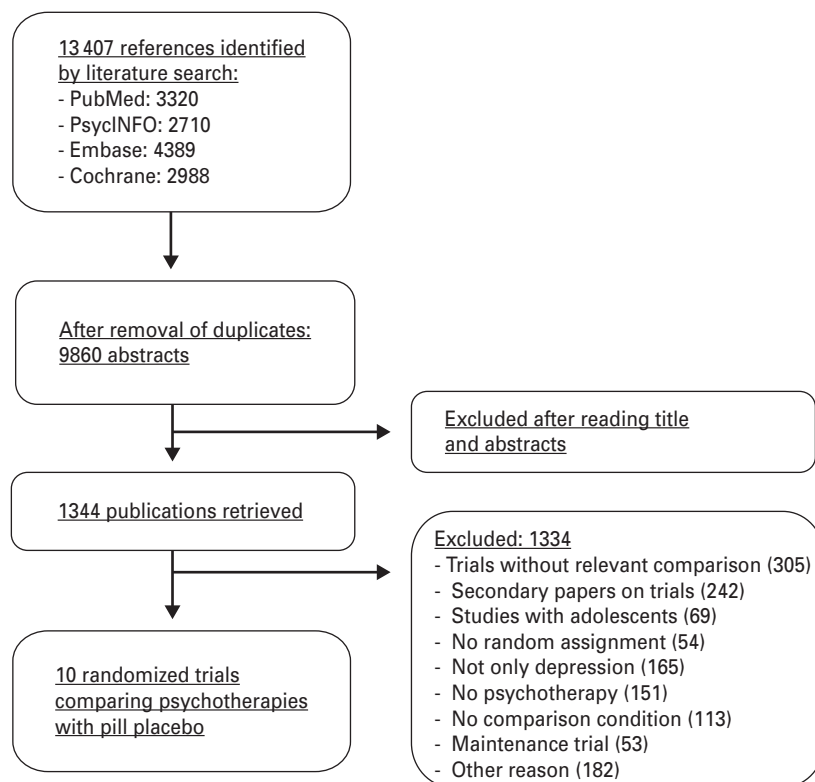 13 407 references identified
by literature search:
- PubMed: 3320
- PsycINFO: 2710
- Embase: 4389
- Cochrane: 2988
After removal of duplicates:
9860 abstracts
Excluded after reading title
and abstracts
1344 publications retrieved
Excluded: 1334
- Trials without relevant comparison (305)
- Secondary papers on trials (242)
- Studies with adolescents (69)
- No random assignment (54)
- Not only depression (165)
- No psychotherapy (151)
- No comparison condition (113)
- Maintenance trial (53)
- Other reason (182)
10 randomized trials
comparing psychotherapies
with pill placebo